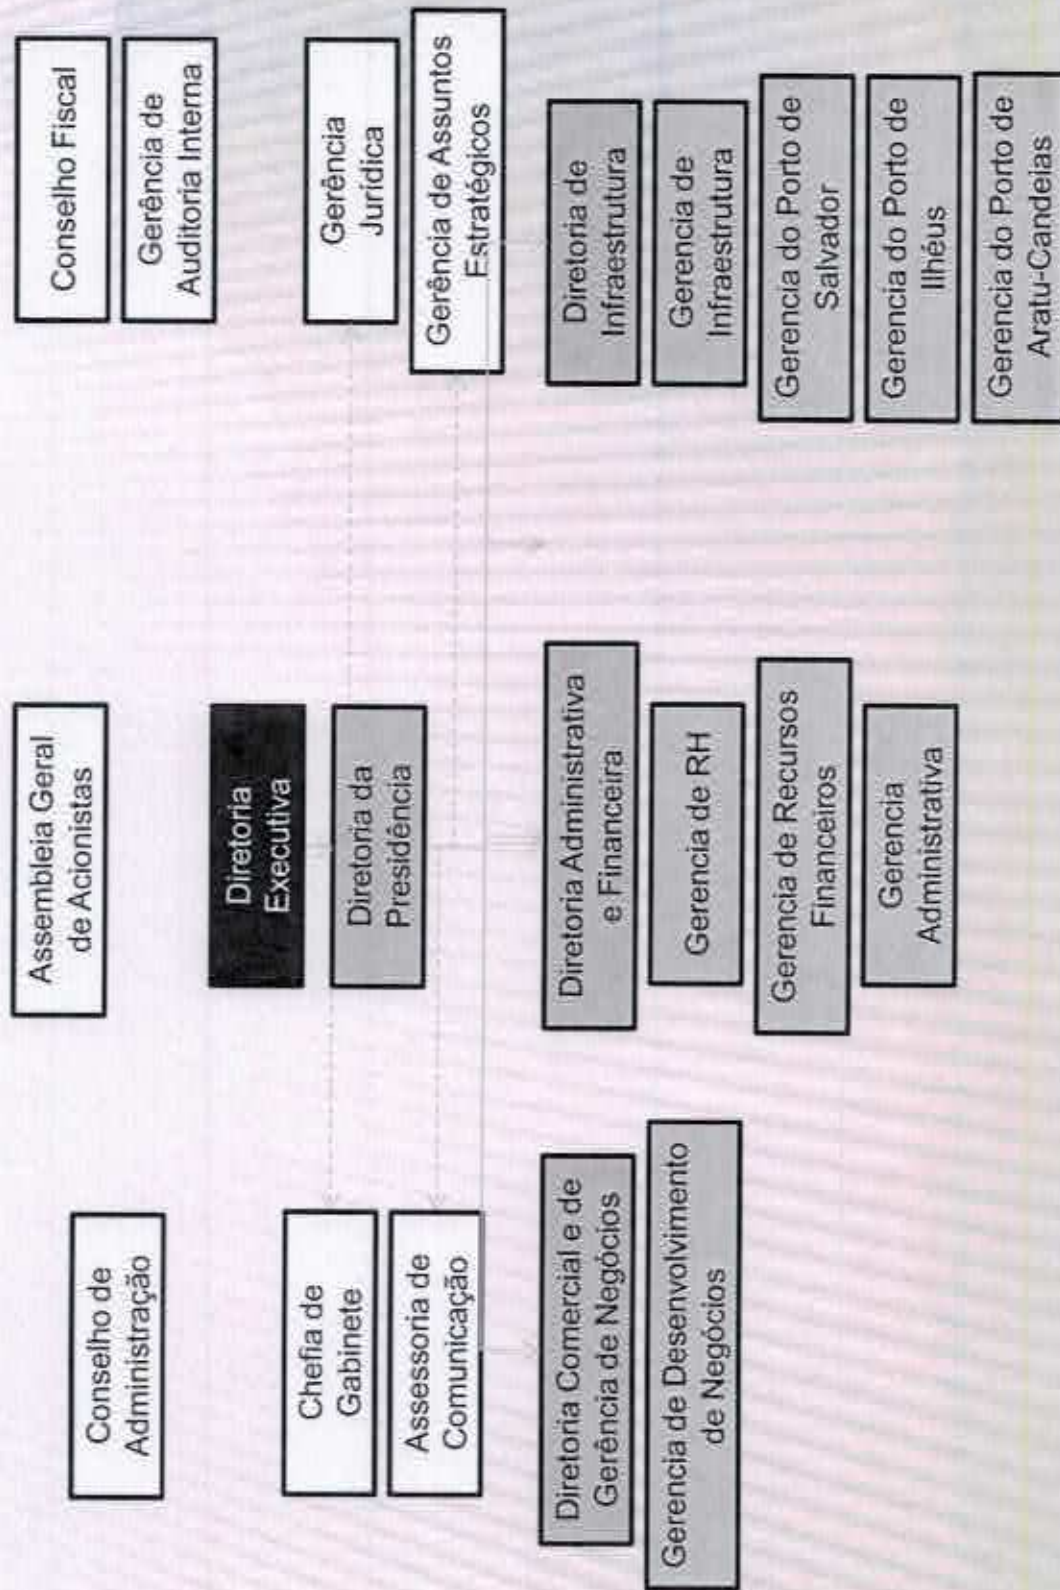 Assembleia Geral
de Acionistas
Conselho de
Administração
Conselho Fiscal
Gerência de
Auditoria Interna
Diretoria
Executiva
Diretoria da
Presidência
Chefia de
Gabinete
Assessoria de
Comunicação
Gerência
Jurídica
Gerência de Assuntos
Estratégicos
Diretoria Comercial e de
Gerência de Negócios
Gerencia de Desenvolvimento
de Negócios
Diretoria Administrativa
e Financeira
Gerencia de RH
Gerencia de Recursos
Financeiros
Gerencia
Administrativa
Diretoria de
Infraestrutura
Gerencia de
Infraestrutura
Gerencia do Porto de
Salvador
Gerencia do Porto de
Ilhéus
Gerencia do Porto de
Aratu-Candeias